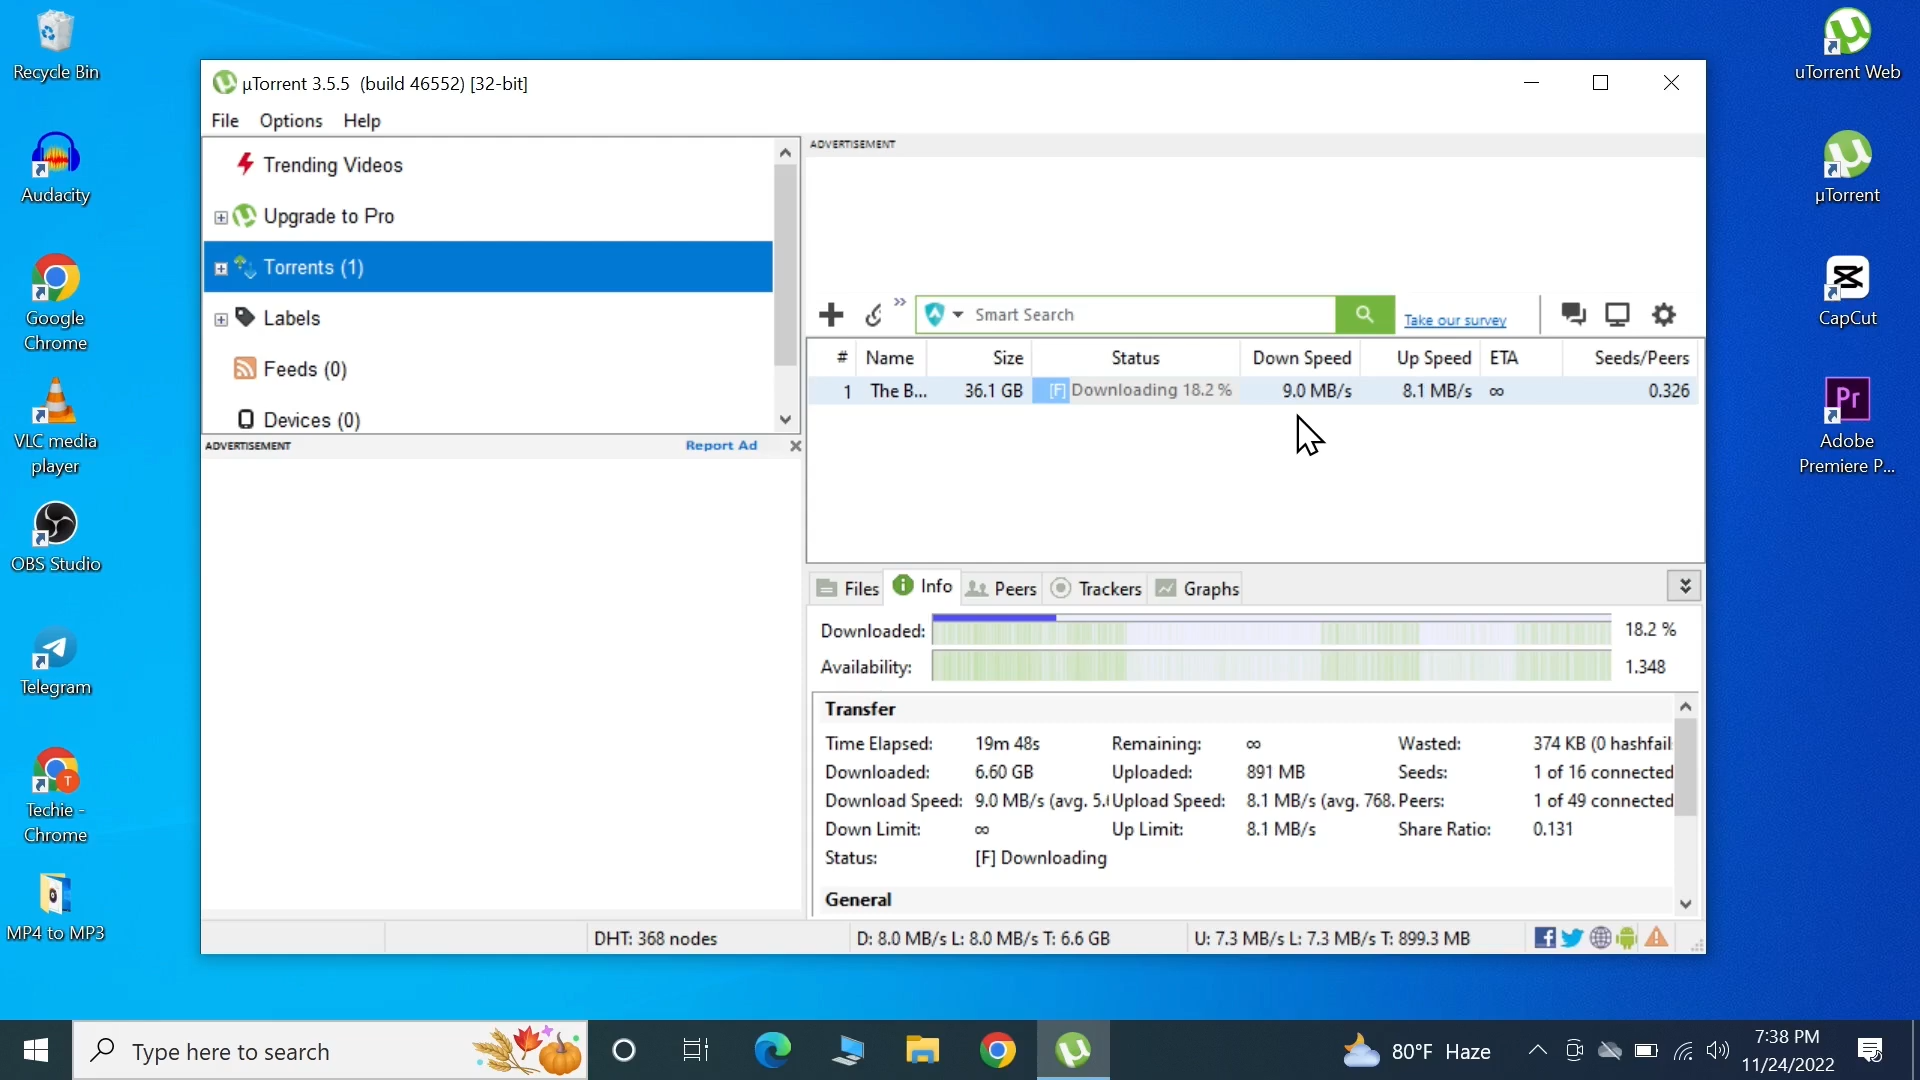 Recycle Bin
Audacity
Google
Chrome
VLC media
player
OBS Studio
Telegram
Techie -
Chrome
MP4 to MP3
µTorrent 3.5.5 (build 46552) [32-bit]
File Options Help
Trending Videos
Upgrade to Pro
Torrents (1)
Labels
Feeds (0)
Devices (0)
ADVERTISEMENT Report Ad
ADVERTISEMENT
Smart Search Take our survey
# Name Size Status Down Speed Up Speed ETA Seeds/Peers
1 The B... 36.1 GB [F] Downloading 18.2 % 9.0 MB/s 8.1 MB/s ∞ 0.326
Files Info Peers Trackers Graphs
Downloaded: 18.2 %
Availability: 1.348
Transfer
Time Elapsed: 19m 48s Remaining: ∞ Wasted: 374 KB (0 hashfail
Downloaded: 6.60 GB Uploaded: 891 MB Seeds: 1 of 16 connected
Download Speed: 9.0 MB/s (avg. 5. Upload Speed: 8.1 MB/s (avg. 768. Peers: 1 of 49 connected
Down Limit: ∞ Up Limit: 8.1 MB/s Share Ratio: 0.131
Status: [F] Downloading
General
DHT: 368 nodes D: 8.0 MB/s L: 8.0 MB/s T: 6.6 GB U: 7.3 MB/s L: 7.3 MB/s T: 899.3 MB
uTorrent Web
µTorrent
CapCut
Pr
Adobe
Premiere P...
Type here to search
80°F Haze
7:38 PM
11/24/2022